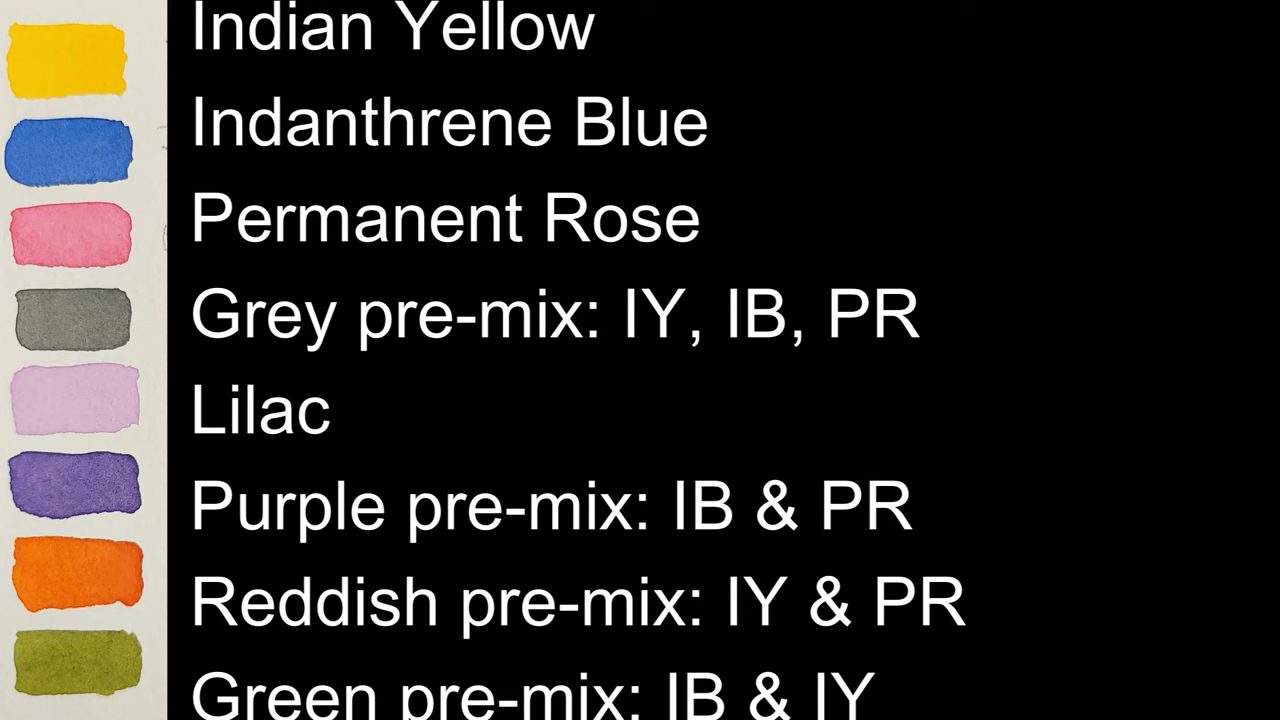 Indian Yellow
Indanthrene Blue
Permanent Rose
Grey pre-mix: IY, IB, PR
Lilac
Purple pre-mix: IB & PR
Reddish pre-mix: IY & PR
Green pre-mix: IB & IY